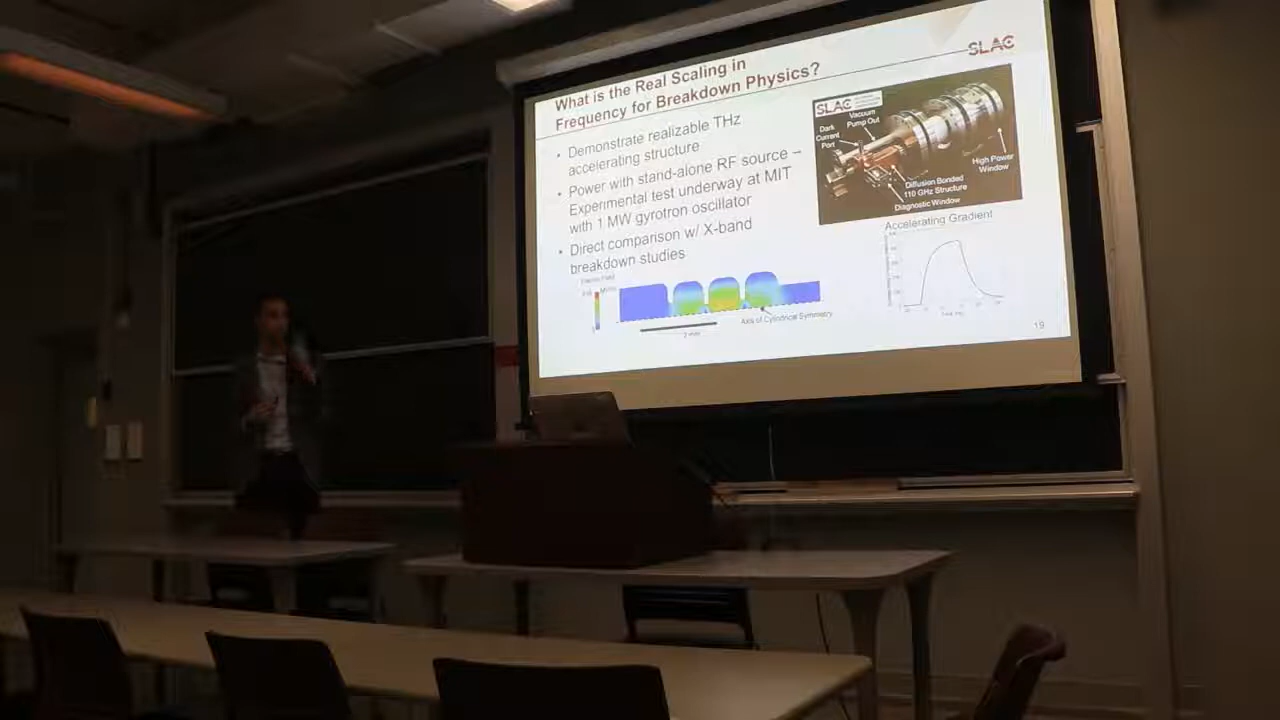 SLAC
What is the Real Scaling in
Frequency for Breakdown Physics?
• Demonstrate realizable THz
accelerating structure
• Power with stand-alone RF source –
Experimental test underway at MIT
with 1 MW gyrotron oscillator
• Direct comparison w/ X-band
breakdown studies
SLAC
Vacuum
Pump Out
Dark
Current
Port
High Power
Window
Diffusion Bonded
110 GHz Structure
Diagnostic Window
Accelerating Gradient
Axis of Cylindrical Symmetry
19